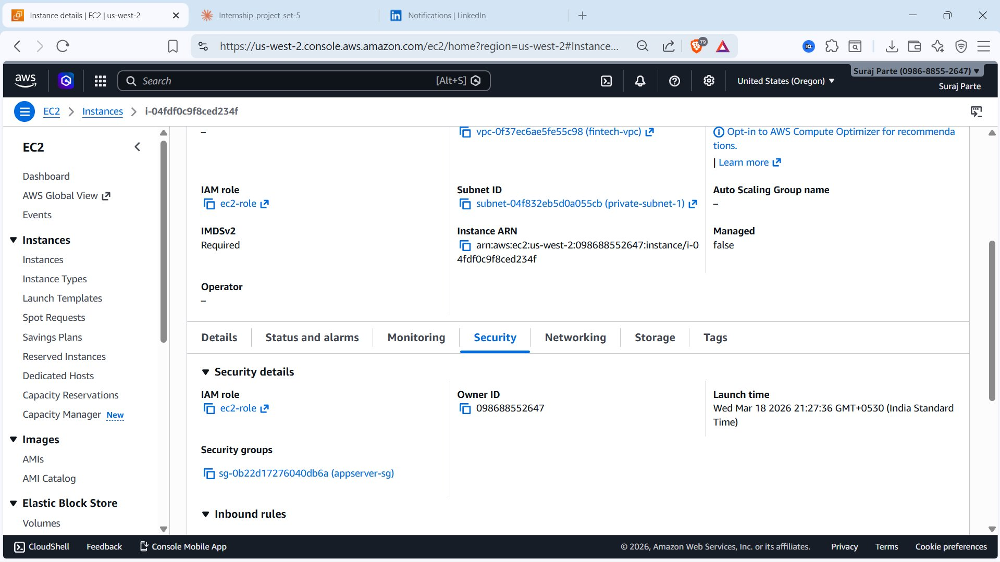 Instance details | EC2 | us-west-2
Internship_project_set-5
Notifications | LinkedIn
https://us-west-2.console.aws.amazon.com/ec2/home?region=us-west-2#Instance...
79
aws
Search
[Alt+S]
United States (Oregon)
Suraj Parte (0986-8855-2647)
Suraj Parte
EC2
Instances
i-04fdf0c9f8ced234f
EC2
Dashboard
AWS Global View
Events
Instances
Instances
Instance Types
Launch Templates
Spot Requests
Savings Plans
Reserved Instances
Dedicated Hosts
Capacity Reservations
Capacity Manager New
Images
AMIs
AMI Catalog
Elastic Block Store
Volumes
–
vpc-0f37ec6ae5fe55c98 (fintech-vpc)
Opt-in to AWS Compute Optimizer for recommenda
tions.
| Learn more
IAM role
ec2-role
Subnet ID
subnet-04f832eb5d0a055cb (private-subnet-1)
Auto Scaling Group name
–
IMDSv2
Required
Instance ARN
arn:aws:ec2:us-west-2:098688552647:instance/i-0
4fdf0c9f8ced234f
Managed
false
Operator
–
Details
Status and alarms
Monitoring
Security
Networking
Storage
Tags
Security details
IAM role
ec2-role
Owner ID
098688552647
Launch time
Wed Mar 18 2026 21:27:36 GMT+0530 (India Standard
Time)
Security groups
sg-0b22d17276040db6a (appserver-sg)
Inbound rules
CloudShell
Feedback
Console Mobile App
© 2026, Amazon Web Services, Inc. or its affiliates.
Privacy
Terms
Cookie preferences